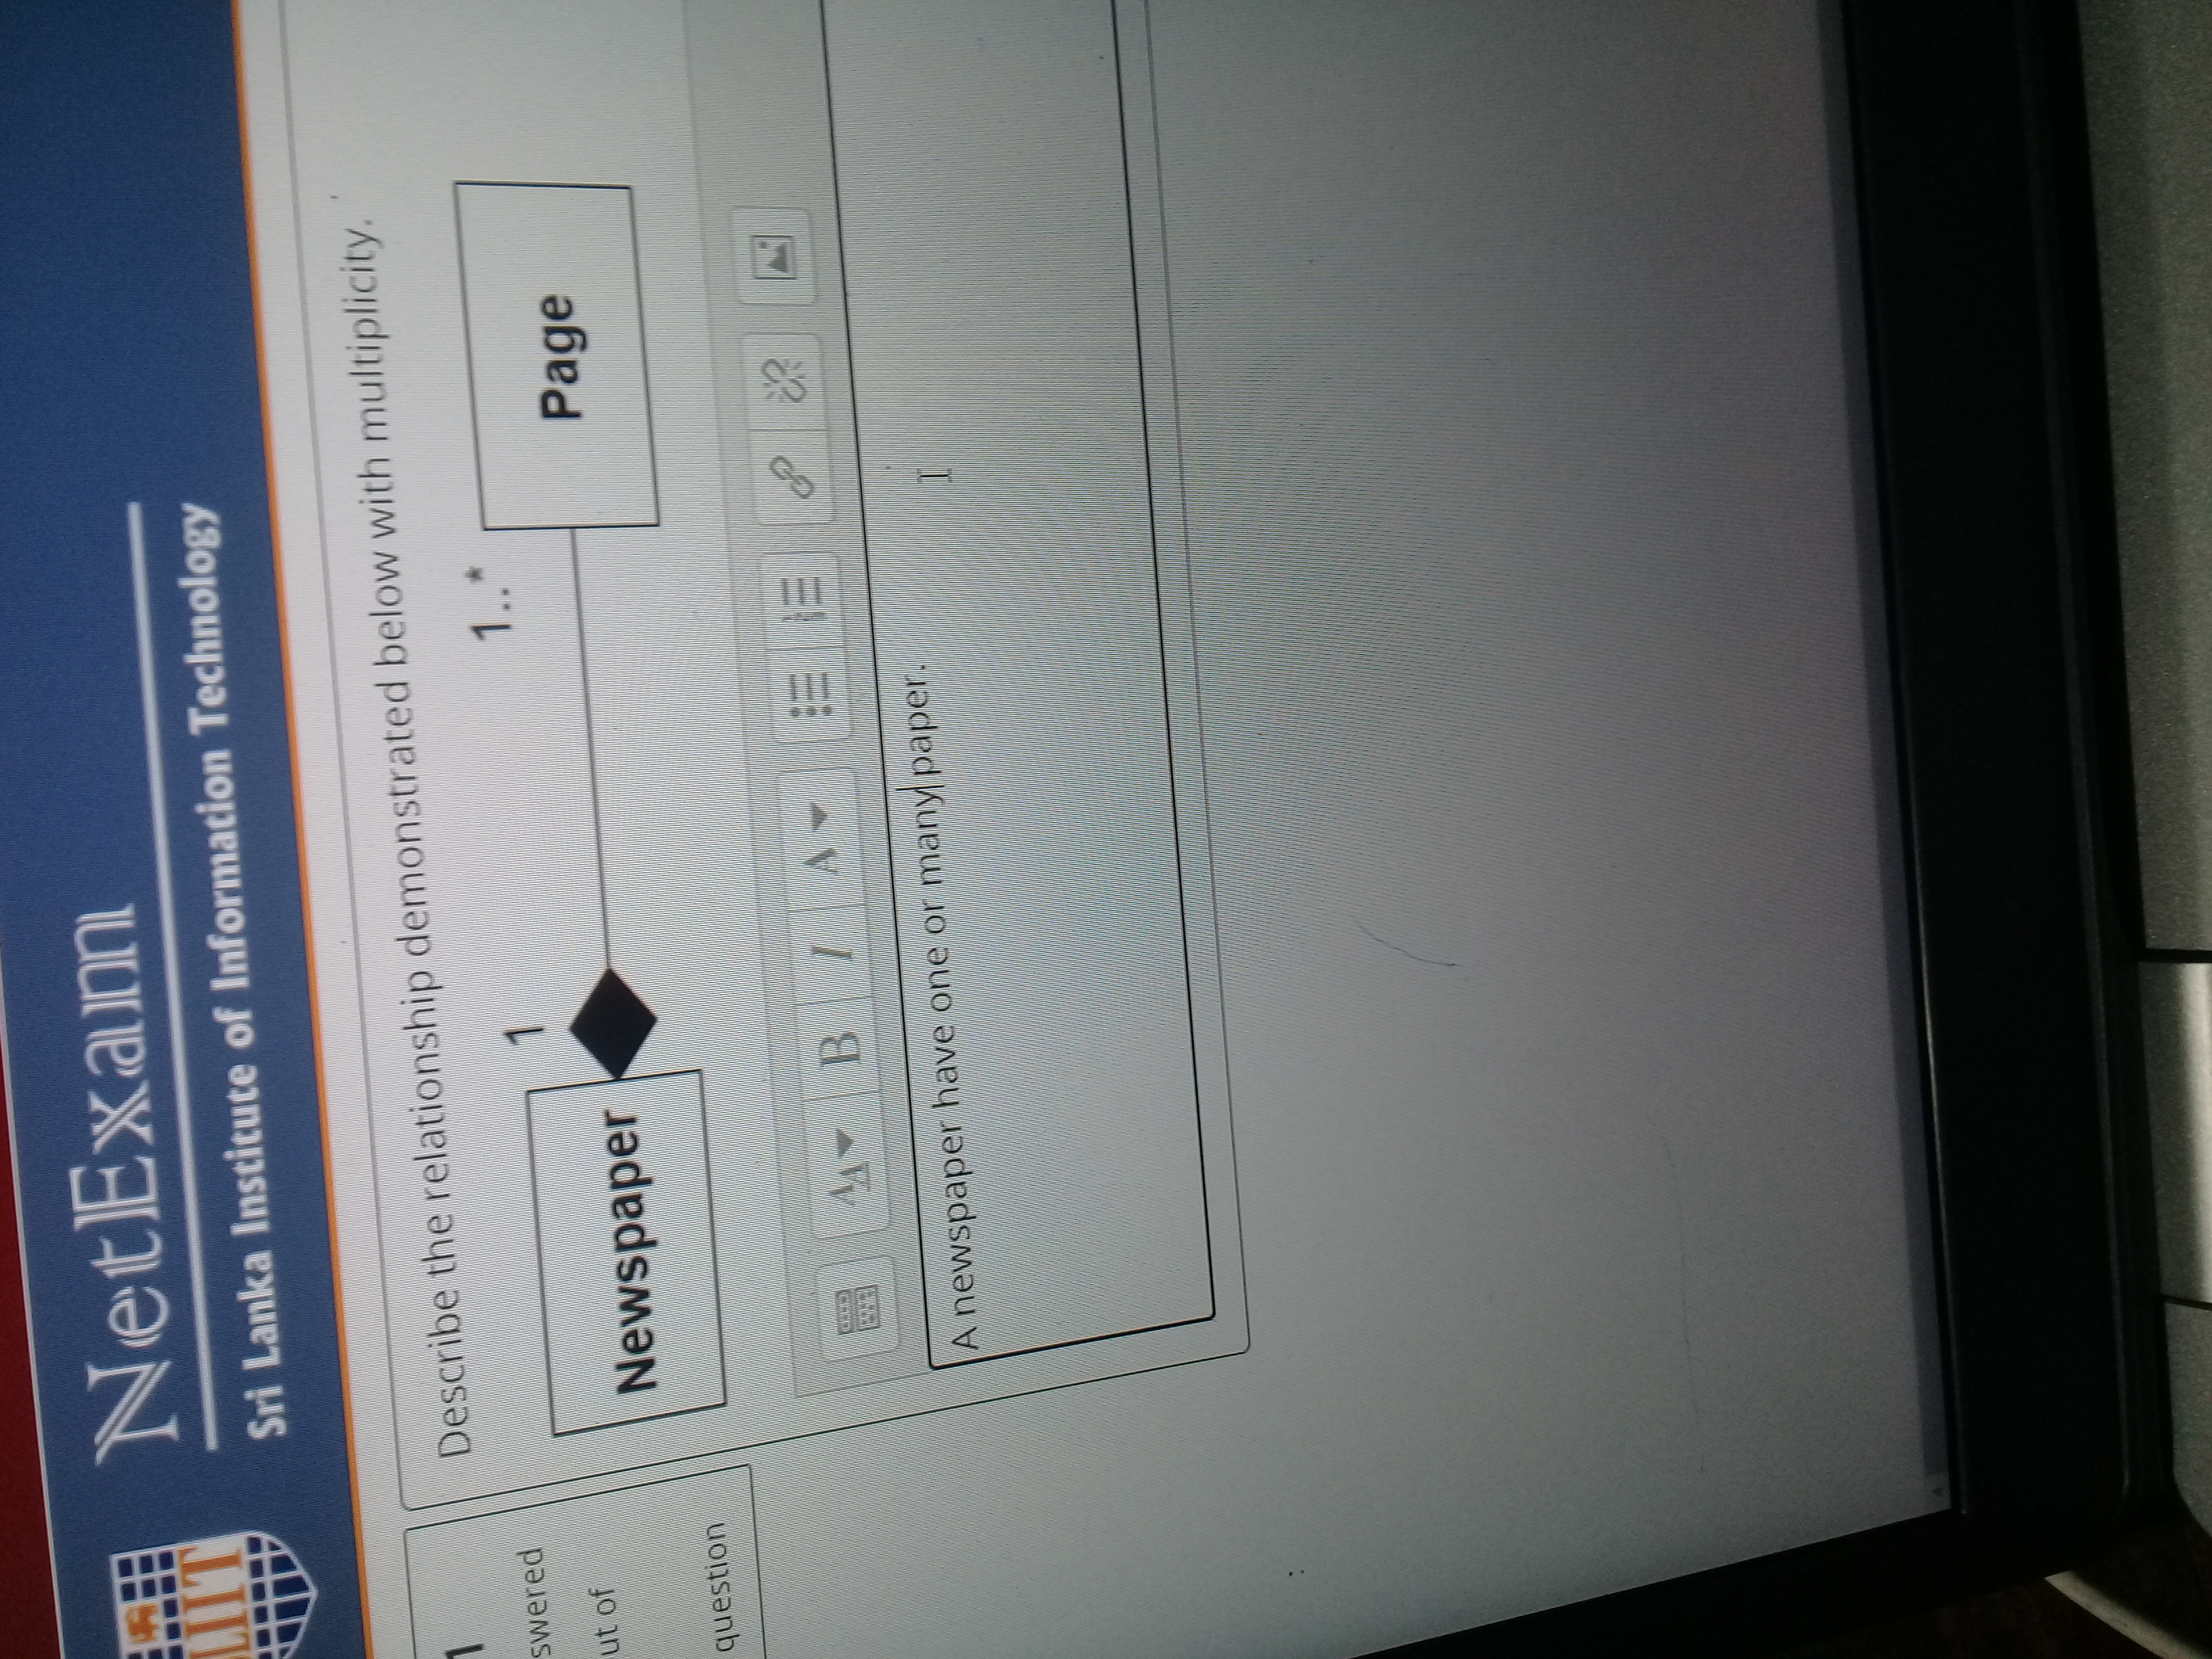 NetExam
LIIT
Sri Lanka Institute of Information Technology
1
swered
ut of
question
Describe the relationship demonstrated below with multiplicity.
1
1..*
Newspaper
Page
B I A
A newspaper have one or many paper.